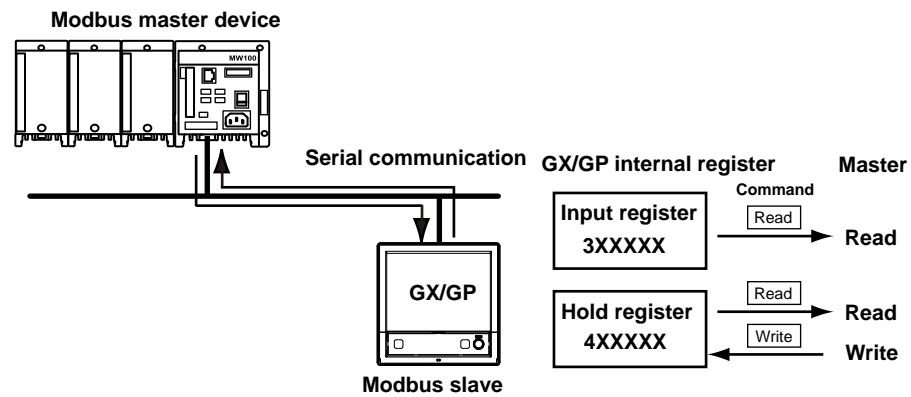 Modbus master device
MW100
Serial communication
GX/GP
Modbus slave
GX/GP internal register
Master
Command
Input register
3XXXXX
Read
Read
Hold register
4XXXXX
Read
Read
Write
Write